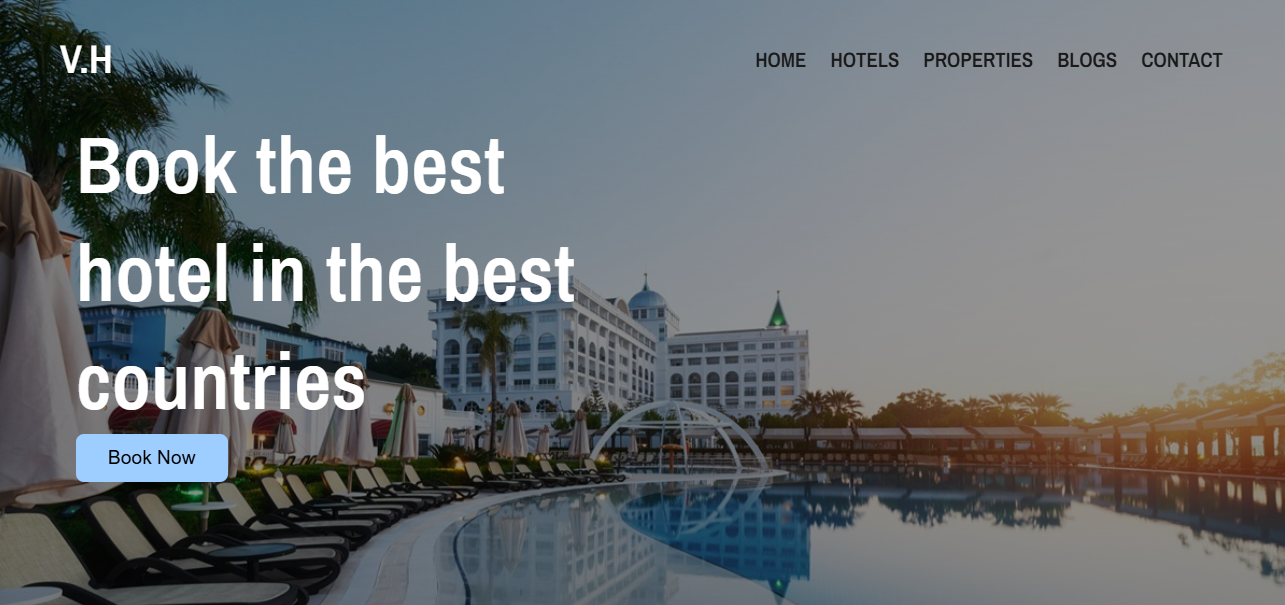 V.H
HOME HOTELS PROPERTIES BLOGS CONTACT
Book the best
hotel in the best
countries
Book Now